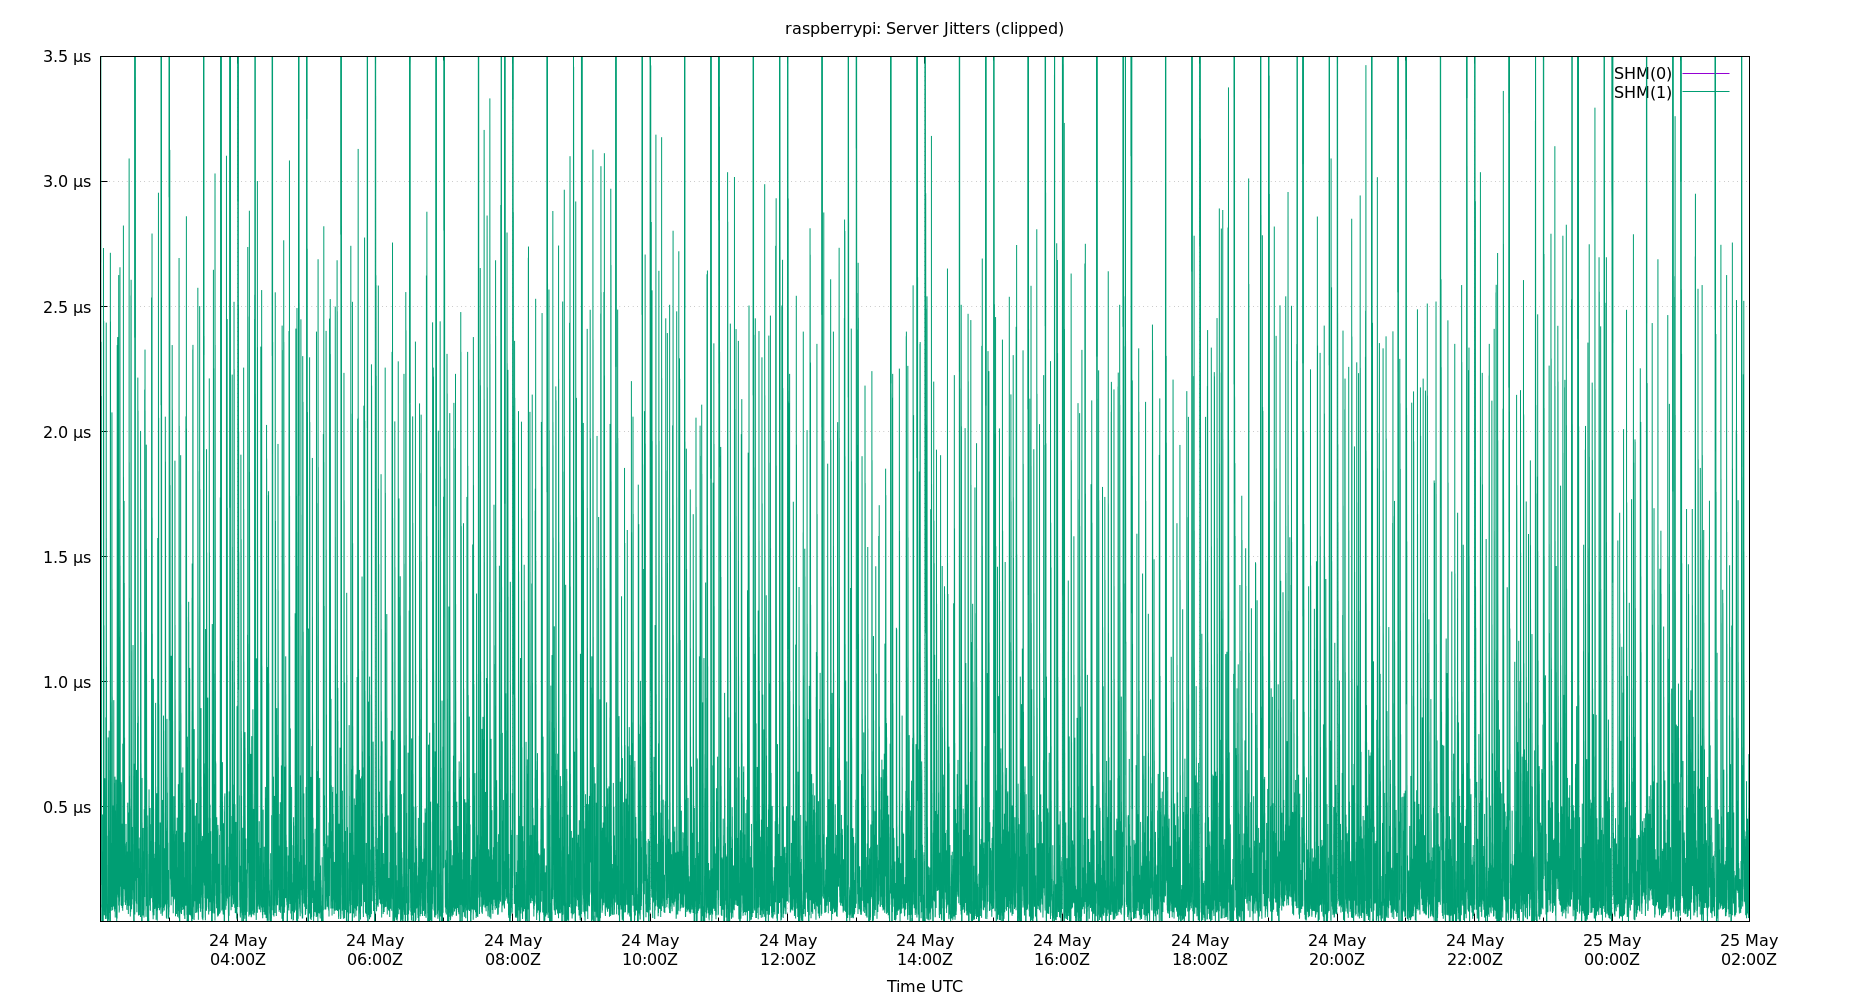 raspberrypi: Server Jitters (clipped)
3.5 µs
3.0 µs
2.5 µs
2.0 µs
1.5 µs
1.0 µs
0.5 µs
SHM(0)
SHM(1)
24 May 04:00Z
24 May 06:00Z
24 May 08:00Z
24 May 10:00Z
24 May 12:00Z
24 May 14:00Z
24 May 16:00Z
24 May 18:00Z
24 May 20:00Z
24 May 22:00Z
25 May 00:00Z
25 May 02:00Z
Time UTC